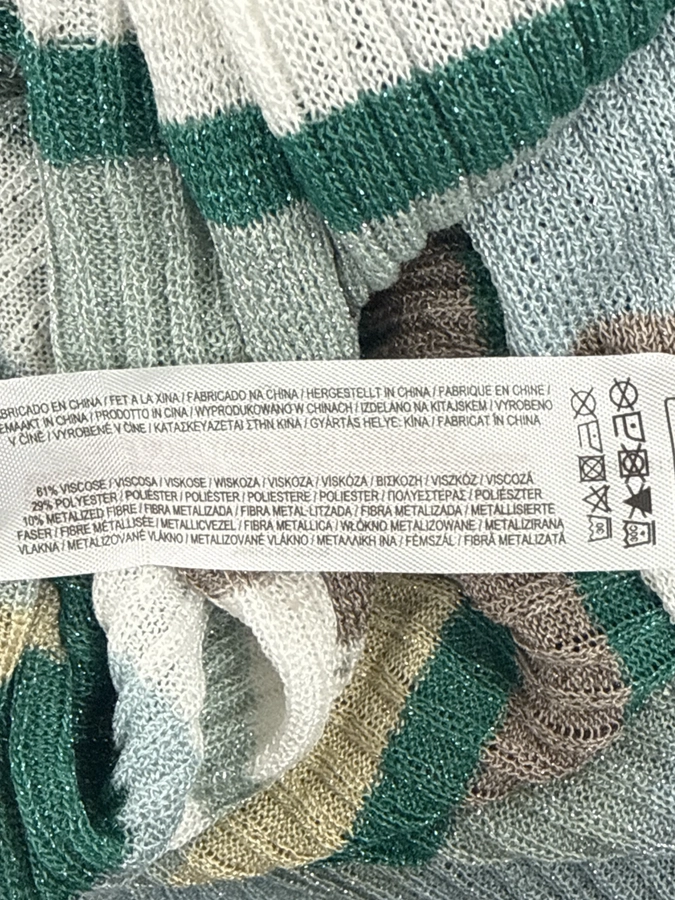 BRICADO EN CHINA / FET A LA XINA / FABRICADO NA CHINA / HERGESTELLT IN CHINA / FABRIQUE EN CHINE /
EMAAKT IN CHINA / PRODOTTO IN CINA / WYPRODUKOWANO W CHINACH / IZDELANO NA KITAJSKEM / VYROBENO
V ČÍNĚ / VYROBENÉ V ČÍNE / ΚΑΤΑΣΚΕΥΑΖΕΤΑΙ ΣΤΗΝ ΚΙΝΑ / GYÁRTÁS HELYE: KÍNA / FABRICAT ÎN CHINA
61% VISCOSE / VISCOSA / VISKOSE / WISKOZA / VISKOZA / VISKÓZA / ΒΙΣΚΟΖΗ / VISZKÓZ / VISCOZĂ
29% POLYESTER / POLIÉSTER / POLIÈSTER / POLIESTERE / POLIESTER / ΠΟΛΥΕΣΤΕΡΑΣ / POLIÉSZTER
10% METALIZED FIBRE / FIBRA METALIZADA / FIBRA METAL·LITZADA / FIBRA METALIZADA / METALLISIERTE
FASER / FIBRE MÉTALLISÉE / METALLICVEZEL / FIBRA METALLICA / WŁÓKNO METALIZOWANE / METALIZIRANA
VLAKNA / METALIZOVANÉ VLÁKNO / METALIZOVANÉ VLÁKNO / ΜΕΤΑΛΛΙΚΗ ΙΝΑ / FÉMSZÁL / FIBRĂ METALIZATĂ